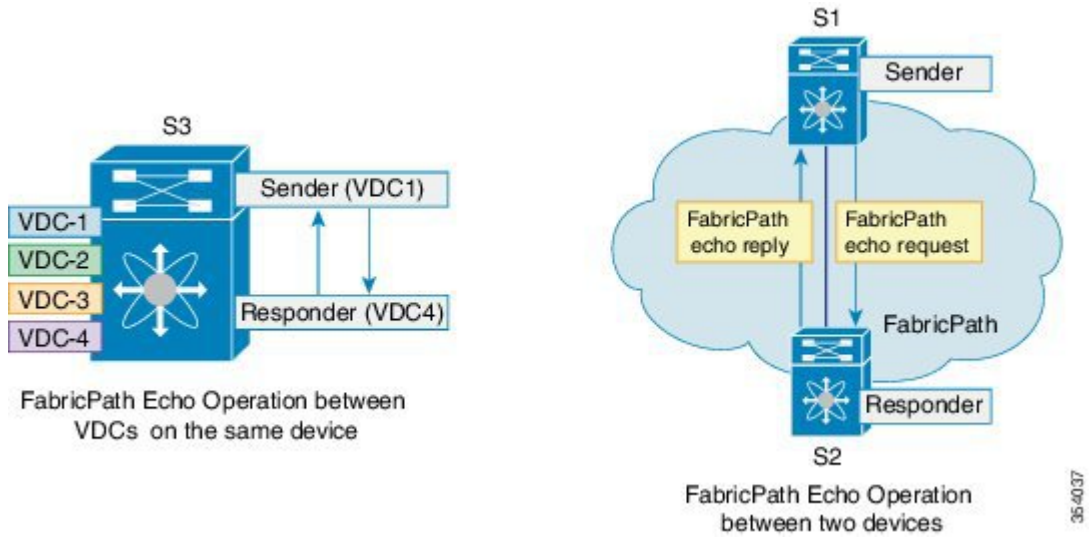 S3
Sender (VDC1)
VDC-1
VDC-2
VDC-3
VDC-4
Responder (VDC4)
FabricPath Echo Operation between
VDCs on the same device
S1
Sender
FabricPath
echo reply
FabricPath
echo request
FabricPath
Responder
S2
FabricPath Echo Operation
between two devices
354037